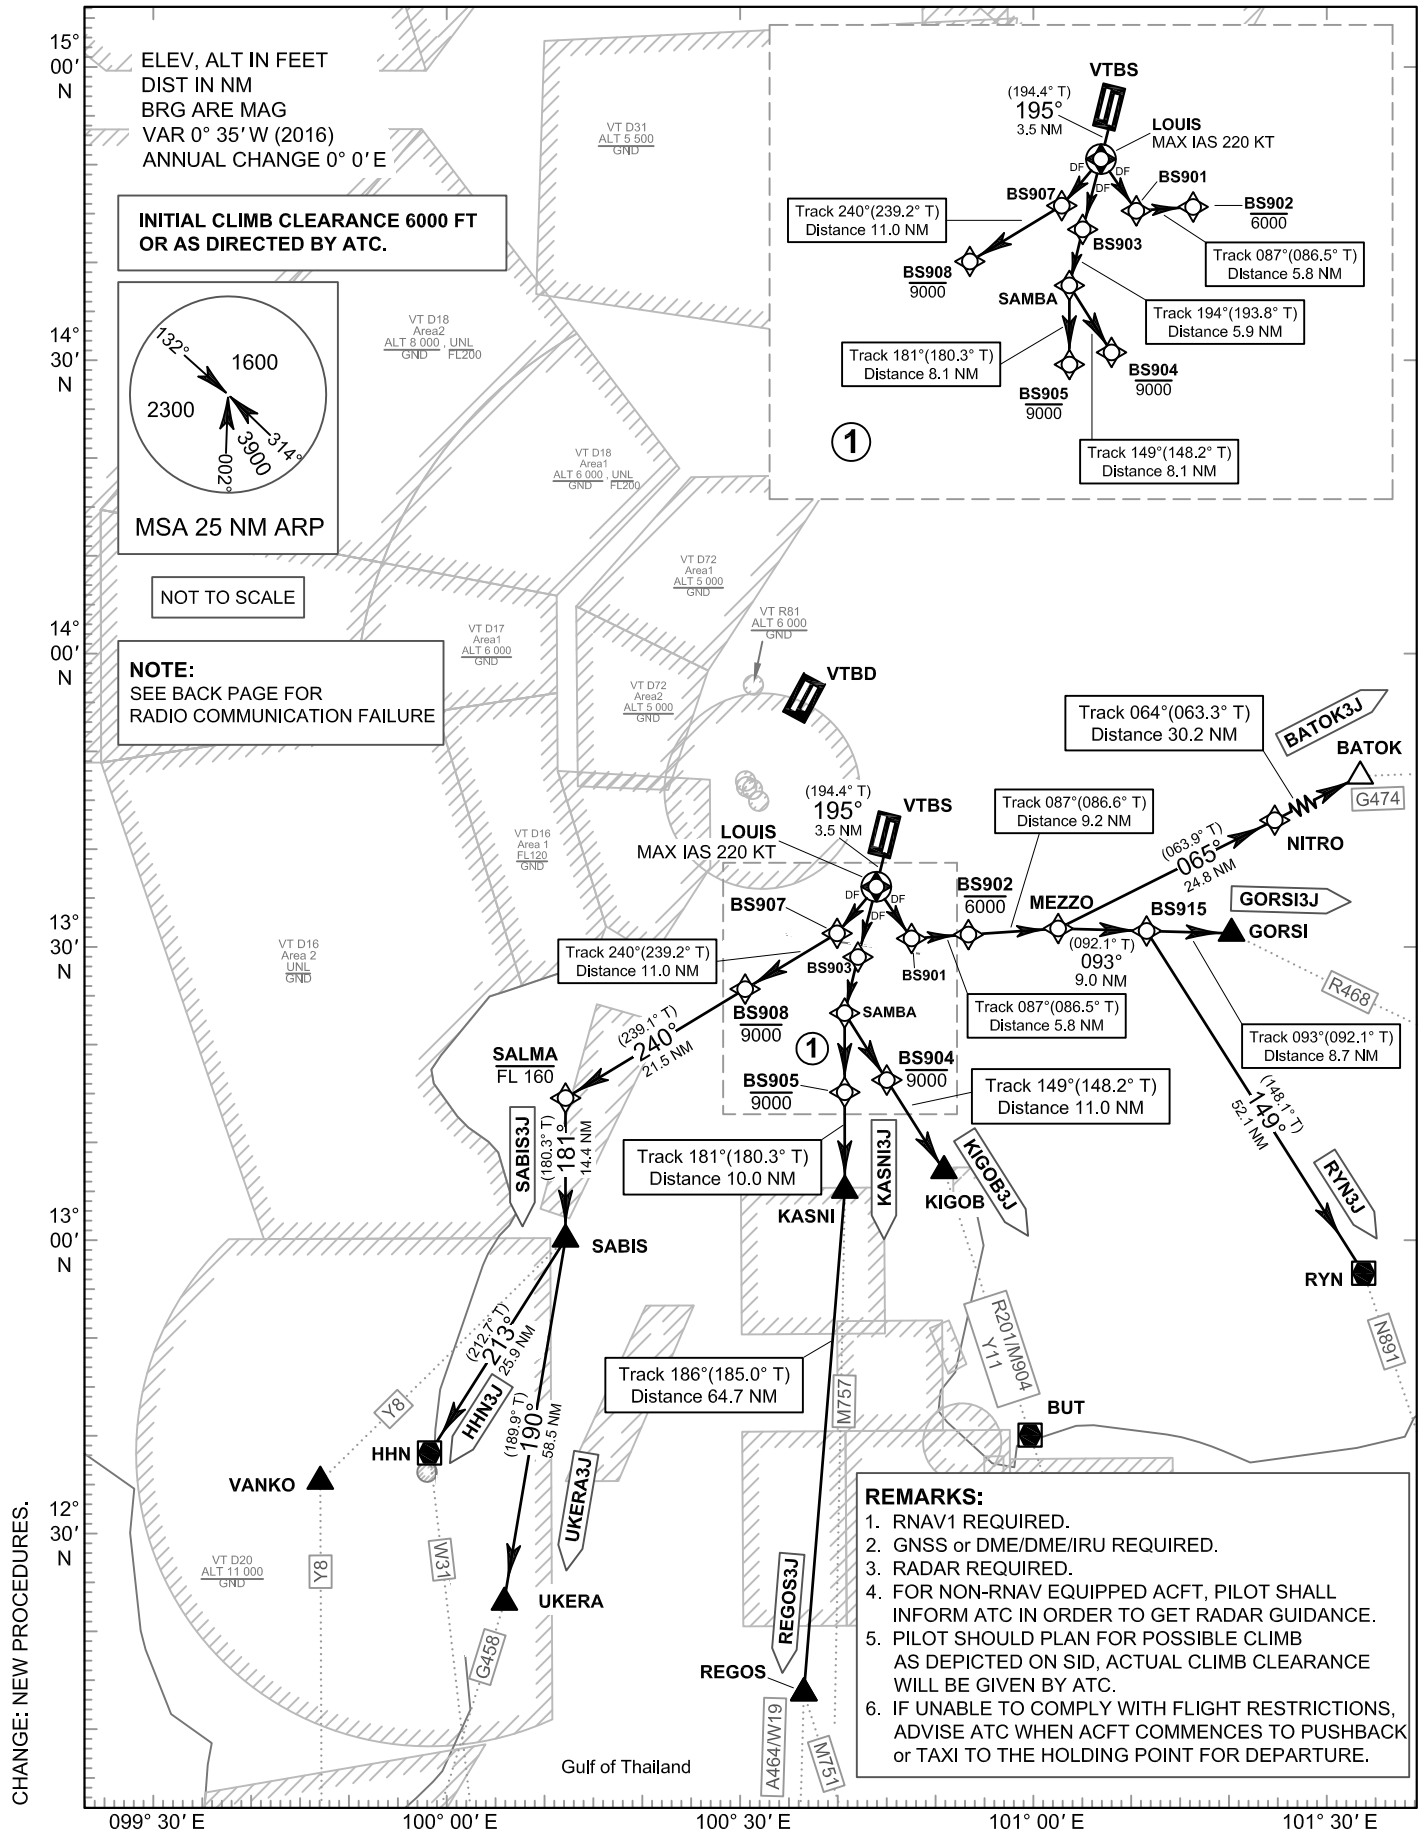 15°
00′
N
14°
30′
N
14°
00′
N
13°
30′
N
13°
00′
N
12°
30′
N
ELEV, ALT IN FEET
DIST IN NM
BRG ARE MAG
VAR 0° 35′ W (2016)
ANNUAL CHANGE 0° 0′ E
INITIAL CLIMB CLEARANCE 6000 FT
OR AS DIRECTED BY ATC.
132°
1600
2300
3900
314°
002°
MSA 25 NM ARP
NOT TO SCALE
NOTE:
SEE BACK PAGE FOR
RADIO COMMUNICATION FAILURE
VT D31
ALT 5 500
GND
VT D18
Area2
ALT 8 000 , UNL
GND FL200
VT D18
Area1
ALT 6 000 , UNL
GND FL200
VT D72
Area1
ALT 5 000
GND
VT R81
ALT 6 000
GND
VT D17
Area1
ALT 6 000
GND
VT D72
Area2
ALT 5 000
GND
VT D16
Area 1
FL120
GND
VT D16
Area 2
UNL
GND
VT D20
ALT 11 000
GND
VTBS
(194.4° T)
195°
3.5 NM
LOUIS
MAX IAS 220 KT
DF
DF
DF
BS907
BS901
BS902
6000
Track 240°(239.2° T)
Distance 11.0 NM
BS903
Track 087°(086.5° T)
Distance 5.8 NM
BS908
9000
SAMBA
Track 194°(193.8° T)
Distance 5.9 NM
Track 181°(180.3° T)
Distance 8.1 NM
BS904
9000
BS905
9000
1
Track 149°(148.2° T)
Distance 8.1 NM
VTBD
Track 064°(063.3° T)
Distance 30.2 NM
BATOK3J
BATOK
G474
(194.4° T)
195°
3.5 NM
VTBS
Track 087°(086.6° T)
Distance 9.2 NM
LOUIS
MAX IAS 220 KT
NITRO
(063.9° T)
065°
24.8 NM
DF
DF
DF
BS902
6000
MEZZO
BS915
GORSI3J
GORSI
BS907
Track 240°(239.2° T)
Distance 11.0 NM
BS903
BS901
(092.1° T)
093°
9.0 NM
R468
Track 087°(086.5° T)
Distance 5.8 NM
BS908
9000
SAMBA
Track 093°(092.1° T)
Distance 8.7 NM
(239.1° T)
240°
21.5 NM
1
SALMA
FL 160
BS904
9000
BS905
9000
Track 149°(148.2° T)
Distance 11.0 NM
(148.1° T)
149°
52.1 NM
SABIS3J
(180.3° T)
181°
14.4 NM
Track 181°(180.3° T)
Distance 10.0 NM
KASNI3J
KIGOB3J
RYN3J
KASNI
KIGOB
SABIS
RYN
(212.7° T)
213°
25.9 NM
R201/M904
Y11
N891
Track 186°(185.0° T)
Distance 64.7 NM
M757
Y8
HHN3J
(189.9° T)
190°
58.5 NM
BUT
HHN
VANKO
UKERA3J
Y8
W31
UKERA
G458
REGOS3J
REGOS
A464/W19
M751
Gulf of Thailand
REMARKS:
1. RNAV1 REQUIRED.
2. GNSS or DME/DME/IRU REQUIRED.
3. RADAR REQUIRED.
4. FOR NON-RNAV EQUIPPED ACFT, PILOT SHALL
INFORM ATC IN ORDER TO GET RADAR GUIDANCE.
5. PILOT SHOULD PLAN FOR POSSIBLE CLIMB
AS DEPICTED ON SID, ACTUAL CLIMB CLEARANCE
WILL BE GIVEN BY ATC.
6. IF UNABLE TO COMPLY WITH FLIGHT RESTRICTIONS,
ADVISE ATC WHEN ACFT COMMENCES TO PUSHBACK
or TAXI TO THE HOLDING POINT FOR DEPARTURE.
CHANGE: NEW PROCEDURES.
099° 30′ E
100° 00′ E
100° 30′ E
101° 00′ E
101° 30′ E